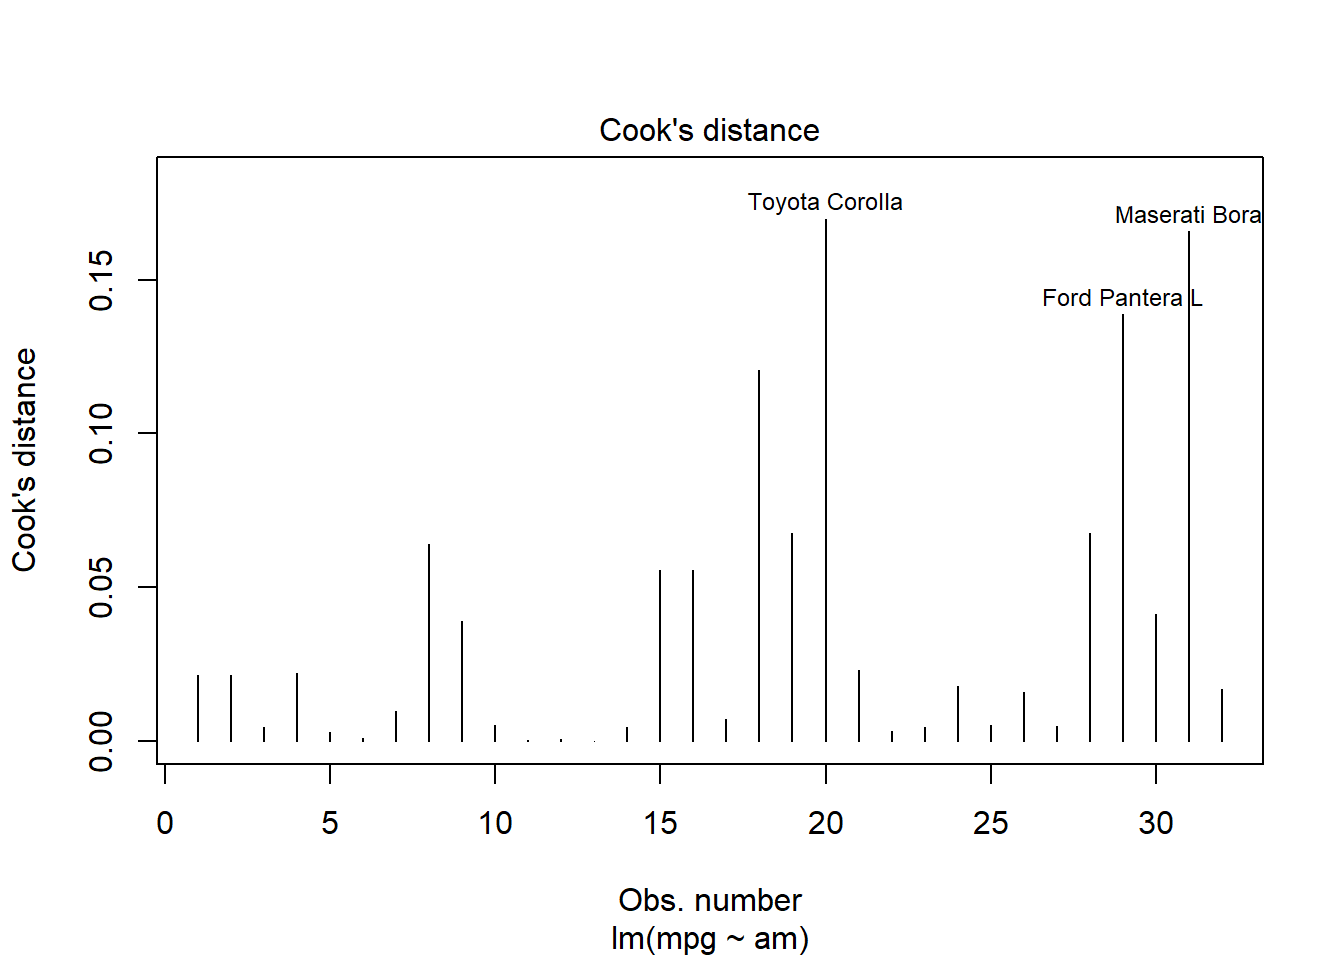 Cook's distance
Toyota Corolla
Maserati Bora
Ford Pantera L
Cook's distance
0.15
0.10
0.05
0.00
0 5 10 15 20 25 30
Obs. number
lm(mpg ~ am)